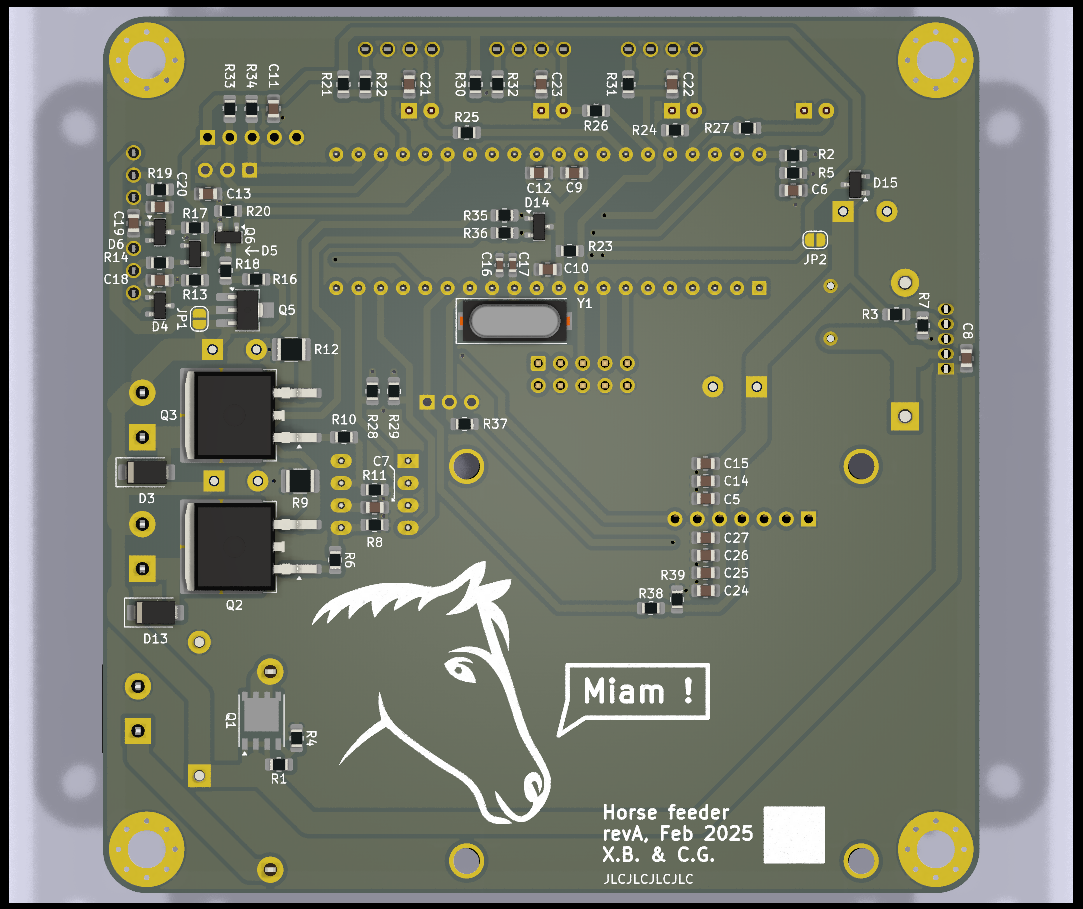 R33 R34 C11 R21 R22 C21 R30 R32 C23 R31 C22
R25 R26 R24 R27
R19 C20 C13 R17 R20 C19 D6 R14 C18 R13 D4 JP1 Q6 D5 R18 R16 Q5
C12 C9 D14 R35 R36 R23 C16 C17 C10 Y1
R2 R5 C6 D15 JP2 R3 R7 C8
R12 Q3 D3 R9 Q2 D13
R10 R28 R29 R37 C7 R11 R8 R6
C15
C14
C5
C27
C26
C25
C24
R39
R38
Q1 R4 R1
Miam !
Horse feeder
revA, Feb 2025
X.B. & C.G.
JLCJLCJLCJLC